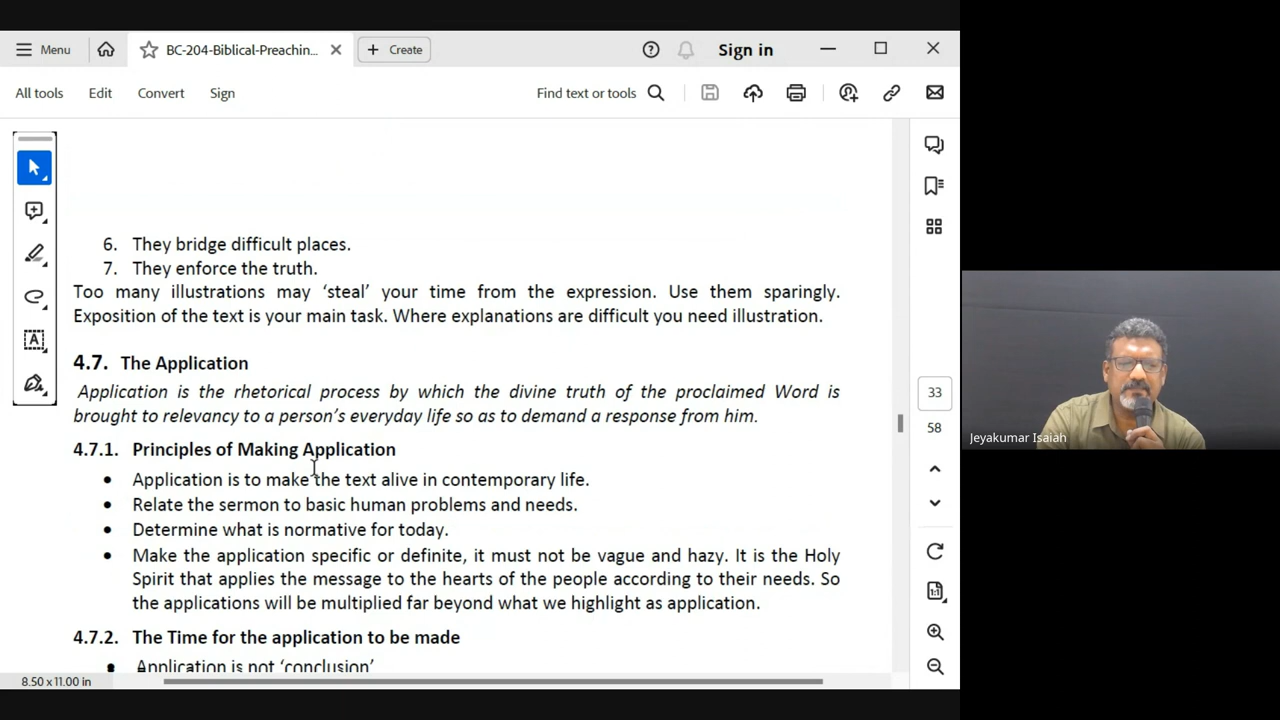 Menu
BC-204-Biblical-Preachin...
Create
Sign in
All tools
Edit
Convert
Sign
Find text or tools
6. They bridge difficult places.
7. They enforce the truth.
Too many illustrations may ‘steal’ your time from the expression. Use them sparingly.
Exposition of the text is your main task. Where explanations are difficult you need illustration.
4.7. The Application
Application is the rhetorical process by which the divine truth of the proclaimed Word is
brought to relevancy to a person’s everyday life so as to demand a response from him.
4.7.1. Principles of Making Application
• Application is to make the text alive in contemporary life.
• Relate the sermon to basic human problems and needs.
• Determine what is normative for today.
• Make the application specific or definite, it must not be vague and hazy. It is the Holy
Spirit that applies the message to the hearts of the people according to their needs. So
the applications will be multiplied far beyond what we highlight as application.
4.7.2. The Time for the application to be made
• Application is not ‘conclusion’
8.50 x 11.00 in
33
58
1:1
Jeyakumar Isaiah